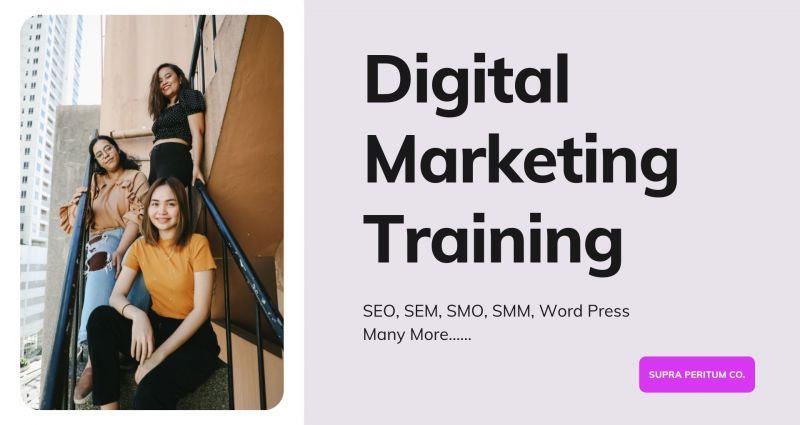 Digital
Marketing
Training
SEO, SEM, SMO, SMM, Word Press
Many More......
SUPRA PERITUM CO.